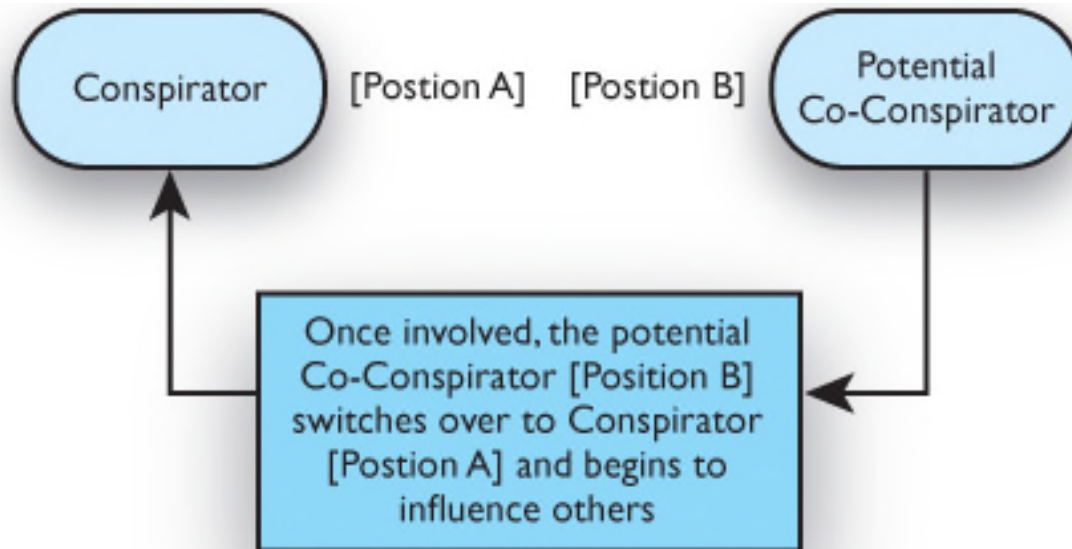 Conspirator
[Postion A]
[Postion B]
Potential
Co-Conspirator
Once involved, the potential
Co-Conspirator [Position B]
switches over to Conspirator
[Postion A] and begins to
influence others